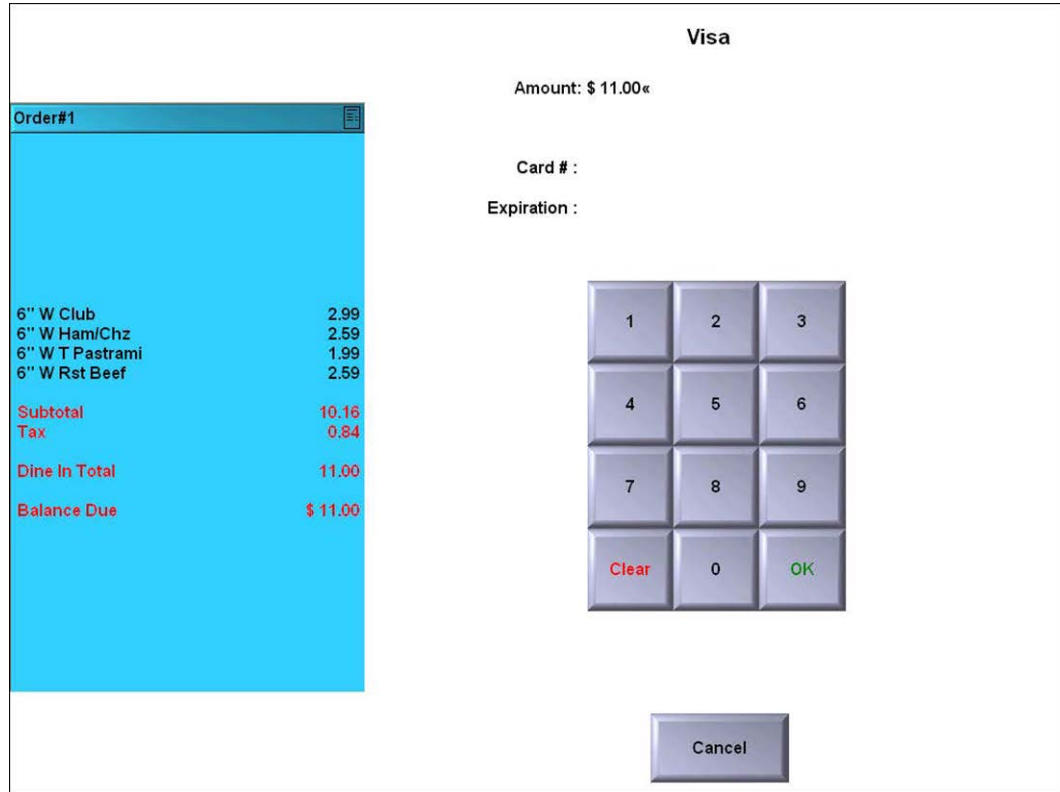 Visa
Amount: $ 11.00«
Order#1
Card # :
Expiration :
6" W Club 2.99
6" W Ham/Chz 2.59
6" W T Pastrami 1.99
6" W Rst Beef 2.59
Subtotal 10.16
Tax 0.84
Dine In Total 11.00
Balance Due $ 11.00
1 2 3
4 5 6
7 8 9
Clear 0 OK
Cancel